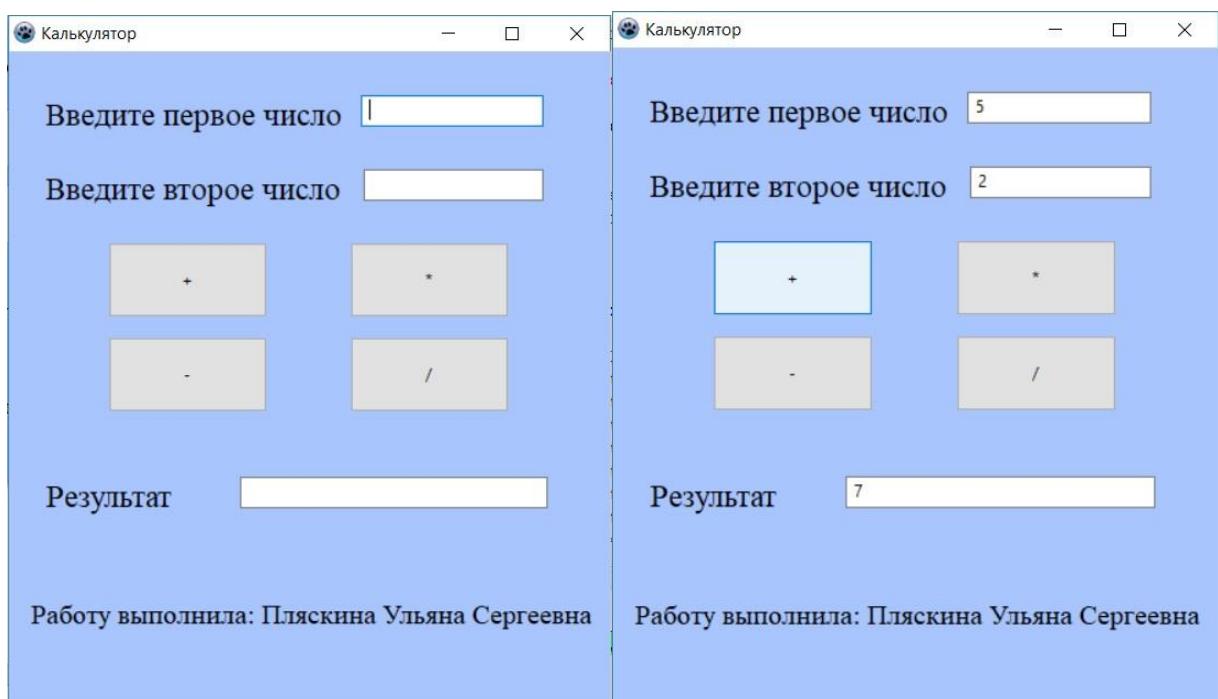 Калькулятор
Введите первое число
Введите второе число
+ *
- /
Результат
Работу выполнила: Пляскина Ульяна Сергеевна
Калькулятор
Введите первое число 5
Введите второе число 2
+ *
- /
Результат 7
Работу выполнила: Пляскина Ульяна Сергеевна